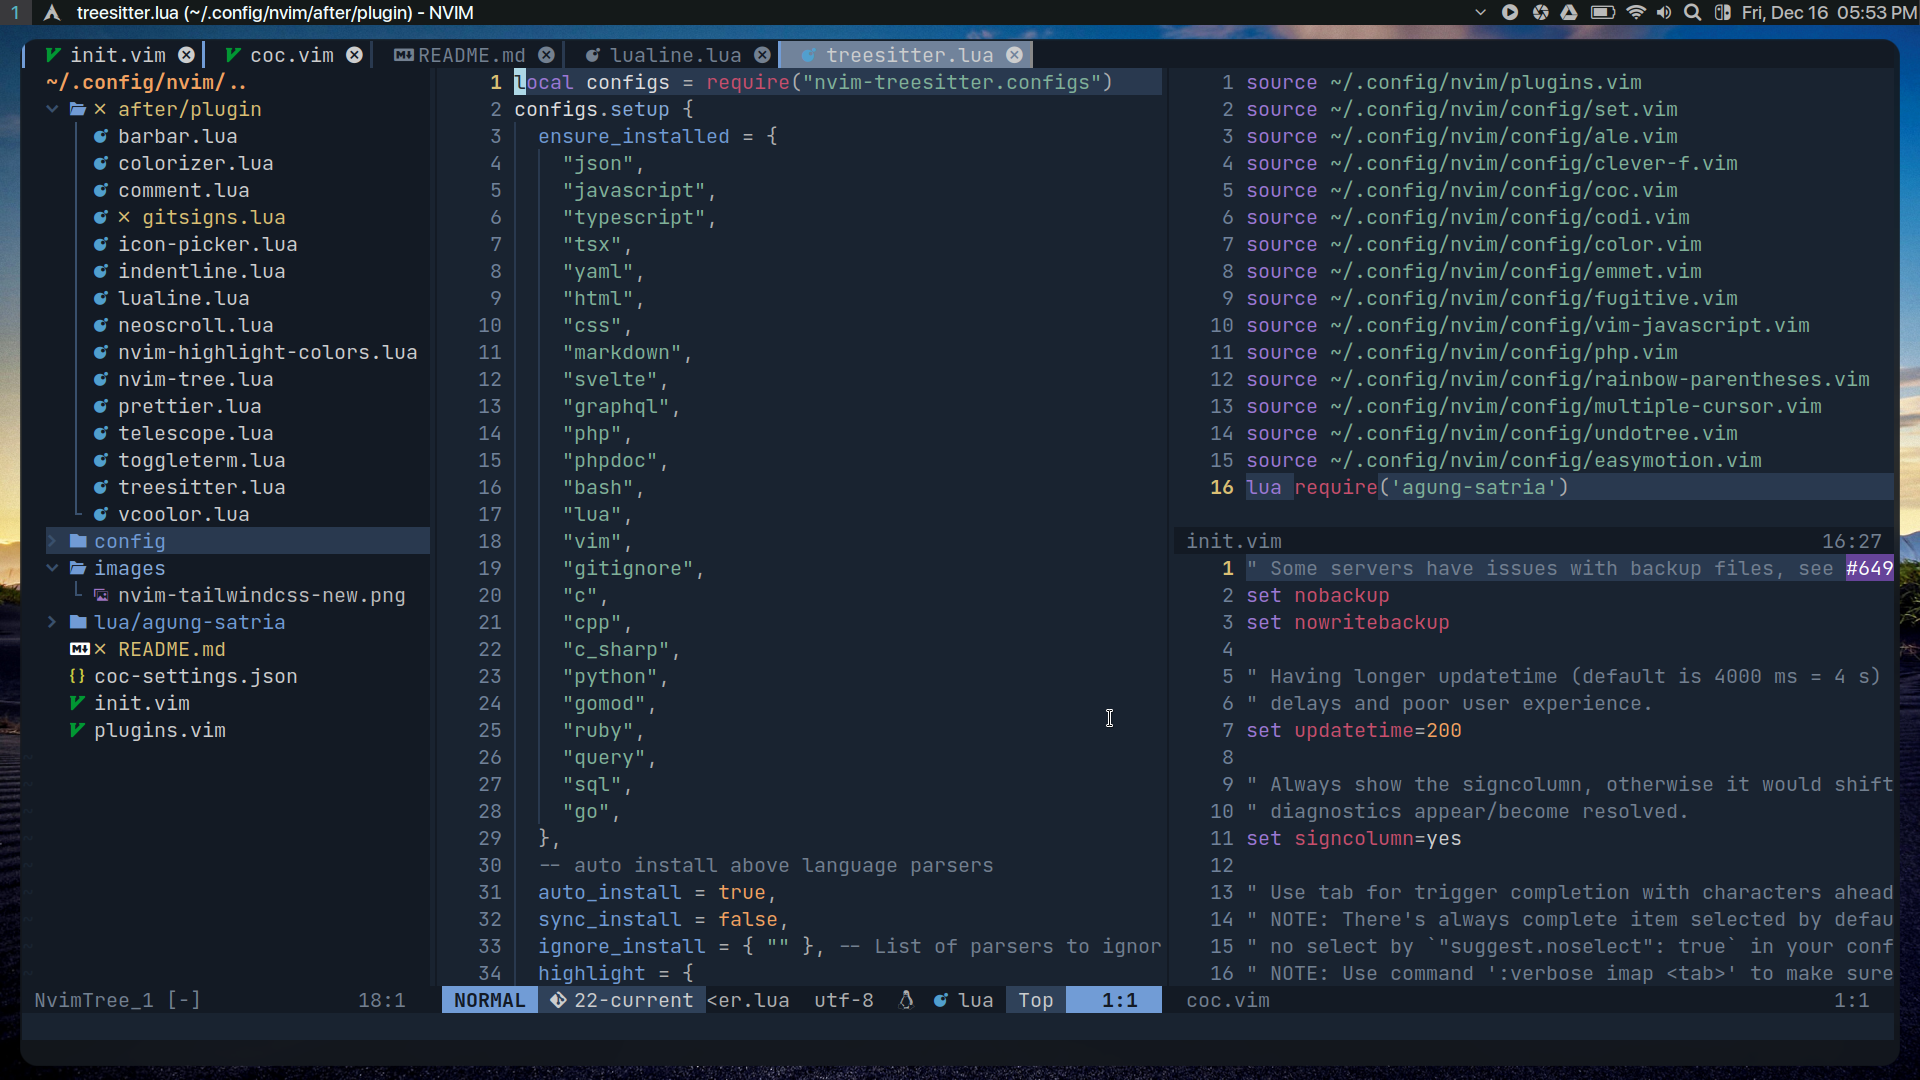 1 treesitter.lua (~/.config/nvim/after/plugin) - NVIM Fri, Dec 16 05:53 PM
init.vim coc.vim README.md lualine.lua treesitter.lua
~/.config/nvim/..
after/plugin
barbar.lua
colorizer.lua
comment.lua
gitsigns.lua
icon-picker.lua
indentline.lua
lualine.lua
neoscroll.lua
nvim-highlight-colors.lua
nvim-tree.lua
prettier.lua
telescope.lua
toggleterm.lua
treesitter.lua
vcoolor.lua
config
images
nvim-tailwindcss-new.png
lua/agung-satria
README.md
coc-settings.json
init.vim
plugins.vim
NvimTree_1 [-] 18:1
1 local configs = require("nvim-treesitter.configs")
2 configs.setup {
3 ensure_installed = {
4 "json",
5 "javascript",
6 "typescript",
7 "tsx",
8 "yaml",
9 "html",
10 "css",
11 "markdown",
12 "svelte",
13 "graphql",
14 "php",
15 "phpdoc",
16 "bash",
17 "lua",
18 "vim",
19 "gitignore",
20 "c",
21 "cpp",
22 "c_sharp",
23 "python",
24 "gomod",
25 "ruby",
26 "query",
27 "sql",
28 "go",
29 },
30 -- auto install above language parsers
31 auto_install = true,
32 sync_install = false,
33 ignore_install = { "" }, -- List of parsers to ignor
34 highlight = {
NORMAL 22-current <er.lua utf-8 lua Top 1:1
1 source ~/.config/nvim/plugins.vim
2 source ~/.config/nvim/config/set.vim
3 source ~/.config/nvim/config/ale.vim
4 source ~/.config/nvim/config/clever-f.vim
5 source ~/.config/nvim/config/coc.vim
6 source ~/.config/nvim/config/codi.vim
7 source ~/.config/nvim/config/color.vim
8 source ~/.config/nvim/config/emmet.vim
9 source ~/.config/nvim/config/fugitive.vim
10 source ~/.config/nvim/config/vim-javascript.vim
11 source ~/.config/nvim/config/php.vim
12 source ~/.config/nvim/config/rainbow-parentheses.vim
13 source ~/.config/nvim/config/multiple-cursor.vim
14 source ~/.config/nvim/config/undotree.vim
15 source ~/.config/nvim/config/easymotion.vim
16 lua require('agung-satria')
init.vim 16:27
1 " Some servers have issues with backup files, see #649
2 set nobackup
3 set nowritebackup
4
5 " Having longer updatetime (default is 4000 ms = 4 s)
6 " delays and poor user experience.
7 set updatetime=200
8
9 " Always show the signcolumn, otherwise it would shift
10 " diagnostics appear/become resolved.
11 set signcolumn=yes
12
13 " Use tab for trigger completion with characters ahead
14 " NOTE: There's always complete item selected by defau
15 " no select by `"suggest.noselect": true` in your conf
16 " NOTE: Use command ':verbose imap <tab>' to make sure
coc.vim 1:1